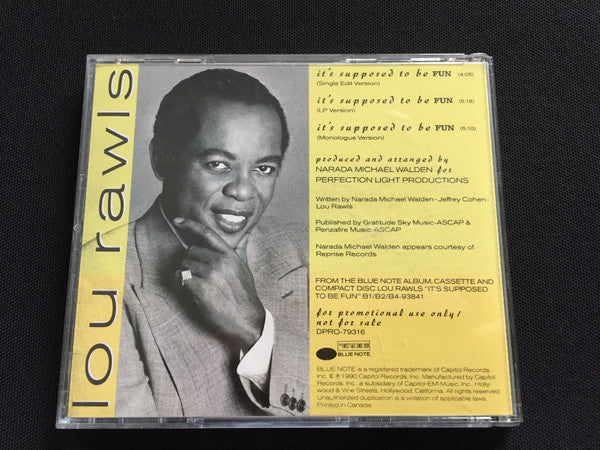 lou rawls
it's supposed to be FUN (4:05)
(Single Edit Version)
it's supposed to be FUN (5:18)
(LP Version)
it's supposed to be FUN (5:10)
(Monologue Version)
produced and arranged by
NARADA MICHAEL WALDEN for
PERFECTION LIGHT PRODUCTIONS
Written by Narada Michael Walden-Jeffrey Cohen-
Lou Rawls
Published by Gratitude Sky Music-ASCAP &
Penzafire Music-ASCAP
Narada Michael Walden appears courtesy of
Reprise Records
FROM THE BLUE NOTE ALBUM, CASSETTE AND
COMPACT DISC LOU RAWLS "IT'S SUPPOSED
TO BE FUN" B1/B2/B4-93841
for promotional use only/
not for sale
DPRO-79316
BLUE NOTE
BLUE NOTE is a registered trademark of Capitol Records,
Inc. © ℗ 1990 Capitol Records, Inc. Manufactured by Capitol
Records, Inc., a subsidiary of Capitol-EMI Music, Inc., Holly-
wood & Vine Streets, Hollywood, California. All rights reserved.
Unauthorized duplication is a violation of applicable laws.
Printed in Canada.